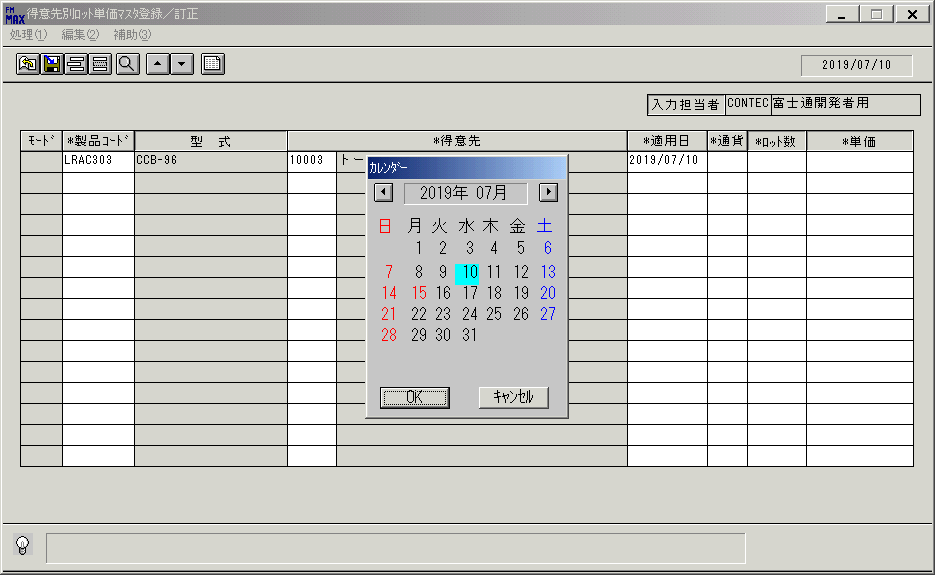 FM MAX 得意先別ﾛｯﾄ単価ﾏｽﾀ登録／訂正
処理(1) 編集(2) 補助(3)
2019/07/10
入力担当者 CONTEC 富士通開発者用
ﾓｰﾄﾞ *製品ｺｰﾄﾞ 型　式 *得意先 *適用日 *通貨 *ﾛｯﾄ数 *単価
LRAC303 CCB-96 10003 トー 2019/07/10
ｶﾚﾝﾀﾞｰ
2019年 07月
日 月 火 水 木 金 土
1 2 3 4 5 6
7 8 9 10 11 12 13
14 15 16 17 18 19 20
21 22 23 24 25 26 27
28 29 30 31
OK ｷｬﾝｾﾙ